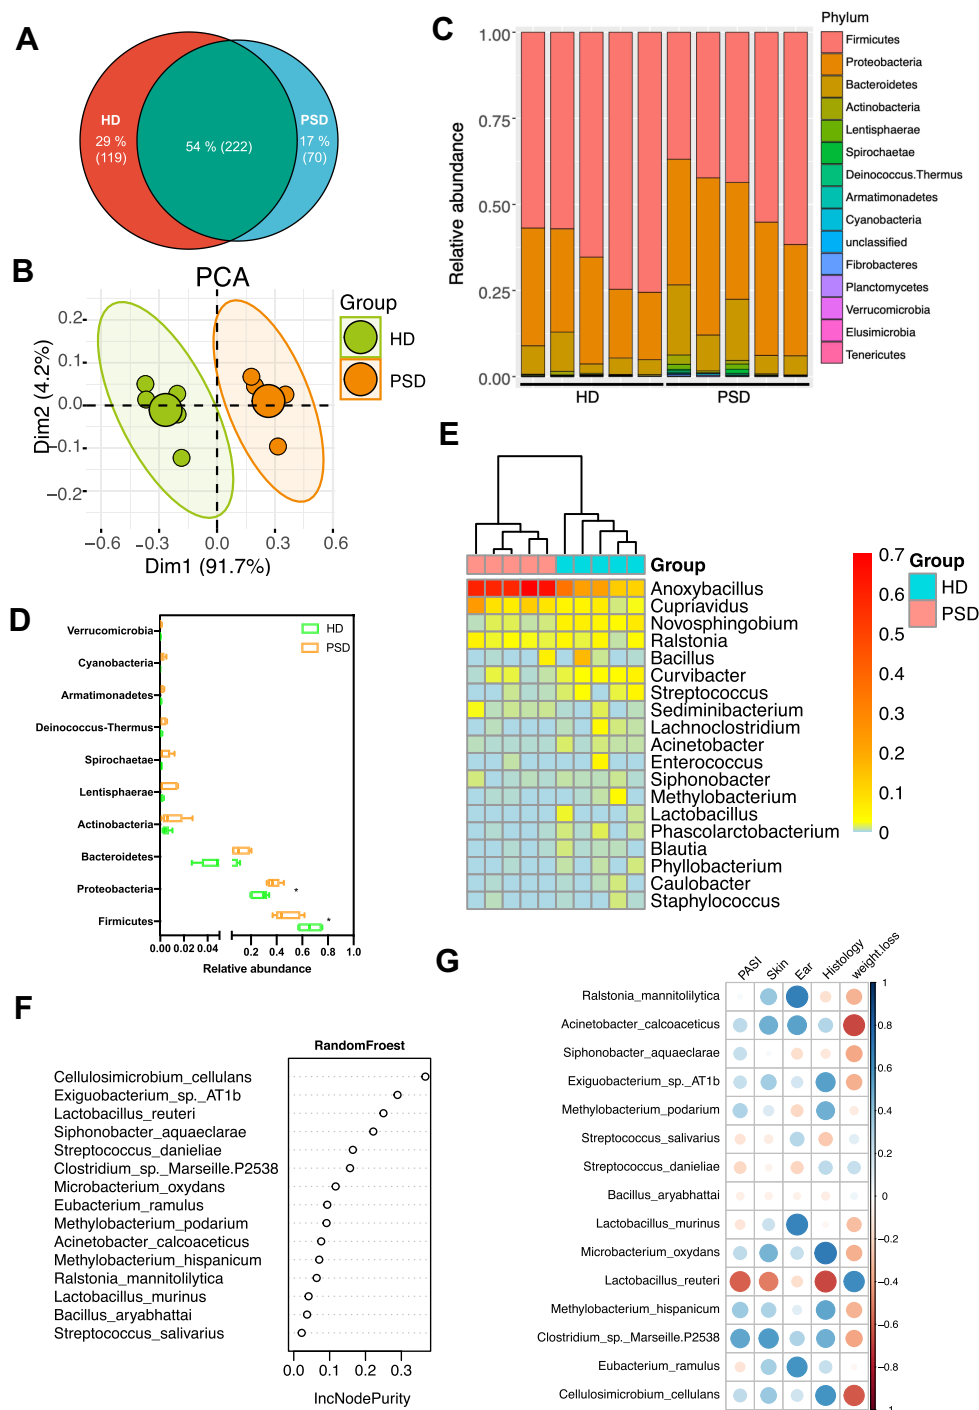 A
HD
29 %
(119)
54 % (222)
PSD
17 %
(70)
B
PCA
Dim2 (4.2%)
0.2
0.1
0.0
−0.1
−0.2
−0.6 −0.3 0.0 0.3 0.6
Dim1 (91.7%)
Group
HD
PSD
C
Relative abundance
1.00
0.75
0.50
0.25
0.00
HD PSD
Phylum
Firmicutes
Proteobacteria
Bacteroidetes
Actinobacteria
Lentisphaerae
Spirochaetae
Deinococcus.Thermus
Armatimonadetes
Cyanobacteria
unclassified
Fibrobacteres
Planctomycetes
Verrucomicrobia
Elusimicrobia
Tenericutes
D
HD
PSD
Verrucomicrobia
Cyanobacteria
Armatimonadetes
Deinococcus-Thermus
Spirochaetae
Lentisphaerae
Actinobacteria
Bacteroidetes
Proteobacteria *
Firmicutes *
0.00 0.02 0.04 0.2 0.4 0.6 0.8 1.0
Relative abundance
E
Group
Anoxybacillus
Cupriavidus
Novosphingobium
Ralstonia
Bacillus
Curvibacter
Streptococcus
Sediminibacterium
Lachnoclostridium
Acinetobacter
Enterococcus
Siphonobacter
Methylobacterium
Lactobacillus
Phascolarctobacterium
Blautia
Phyllobacterium
Caulobacter
Staphylococcus
0.7
0.6
0.5
0.4
0.3
0.2
0.1
0
Group
HD
PSD
F
RandomFroest
Cellulosimicrobium_cellulans
Exiguobacterium_sp._AT1b
Lactobacillus_reuteri
Siphonobacter_aquaeclarae
Streptococcus_danieliae
Clostridium_sp._Marseille.P2538
Microbacterium_oxydans
Eubacterium_ramulus
Methylobacterium_podarium
Acinetobacter_calcoaceticus
Methylobacterium_hispanicum
Ralstonia_mannitolilytica
Lactobacillus_murinus
Bacillus_aryabhattai
Streptococcus_salivarius
0.0 0.1 0.2 0.3
IncNodePurity
G
PASI Skin Ear Histology weight.loss
Ralstonia_mannitolilytica
Acinetobacter_calcoaceticus
Siphonobacter_aquaeclarae
Exiguobacterium_sp._AT1b
Methylobacterium_podarium
Streptococcus_salivarius
Streptococcus_danieliae
Bacillus_aryabhattai
Lactobacillus_murinus
Microbacterium_oxydans
Lactobacillus_reuteri
Methylobacterium_hispanicum
Clostridium_sp._Marseille.P2538
Eubacterium_ramulus
Cellulosimicrobium_cellulans
1
0.8
0.6
0.4
0.2
0
−0.2
−0.4
−0.6
−0.8
−1